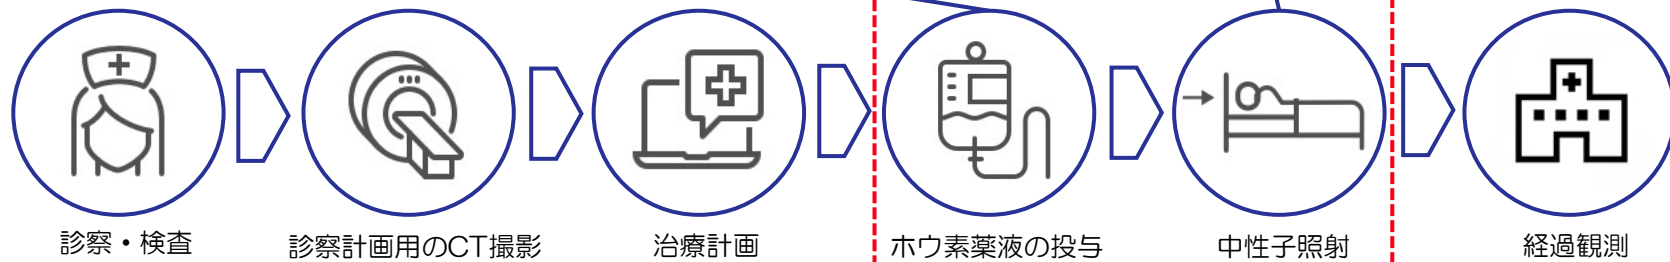 診察・検査
診察計画用のCT撮影
治療計画
ホウ素薬液の投与
中性子照射
経過観測